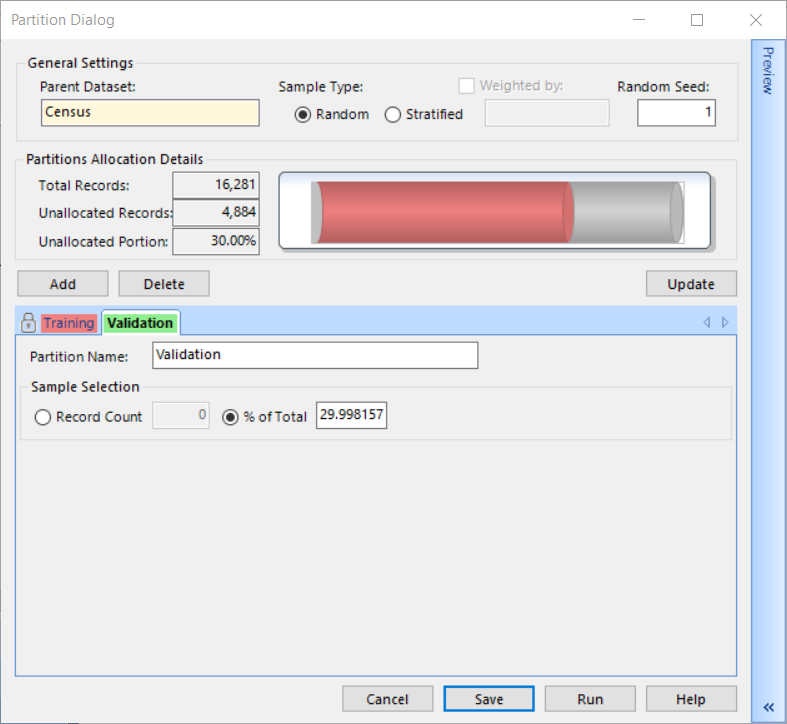 Partition Dialog
General Settings
Parent Dataset:
Sample Type:
Weighted by:
Random Seed:
Census
Random
Stratified
1
Partitions Allocation Details
Total Records: 16,281
Unallocated Records: 4,884
Unallocated Portion: 30.00%
Add
Delete
Update
Training
Validation
Partition Name: Validation
Sample Selection
Record Count 0 % of Total 29.998157
Cancel
Save
Run
Help
Preview
«